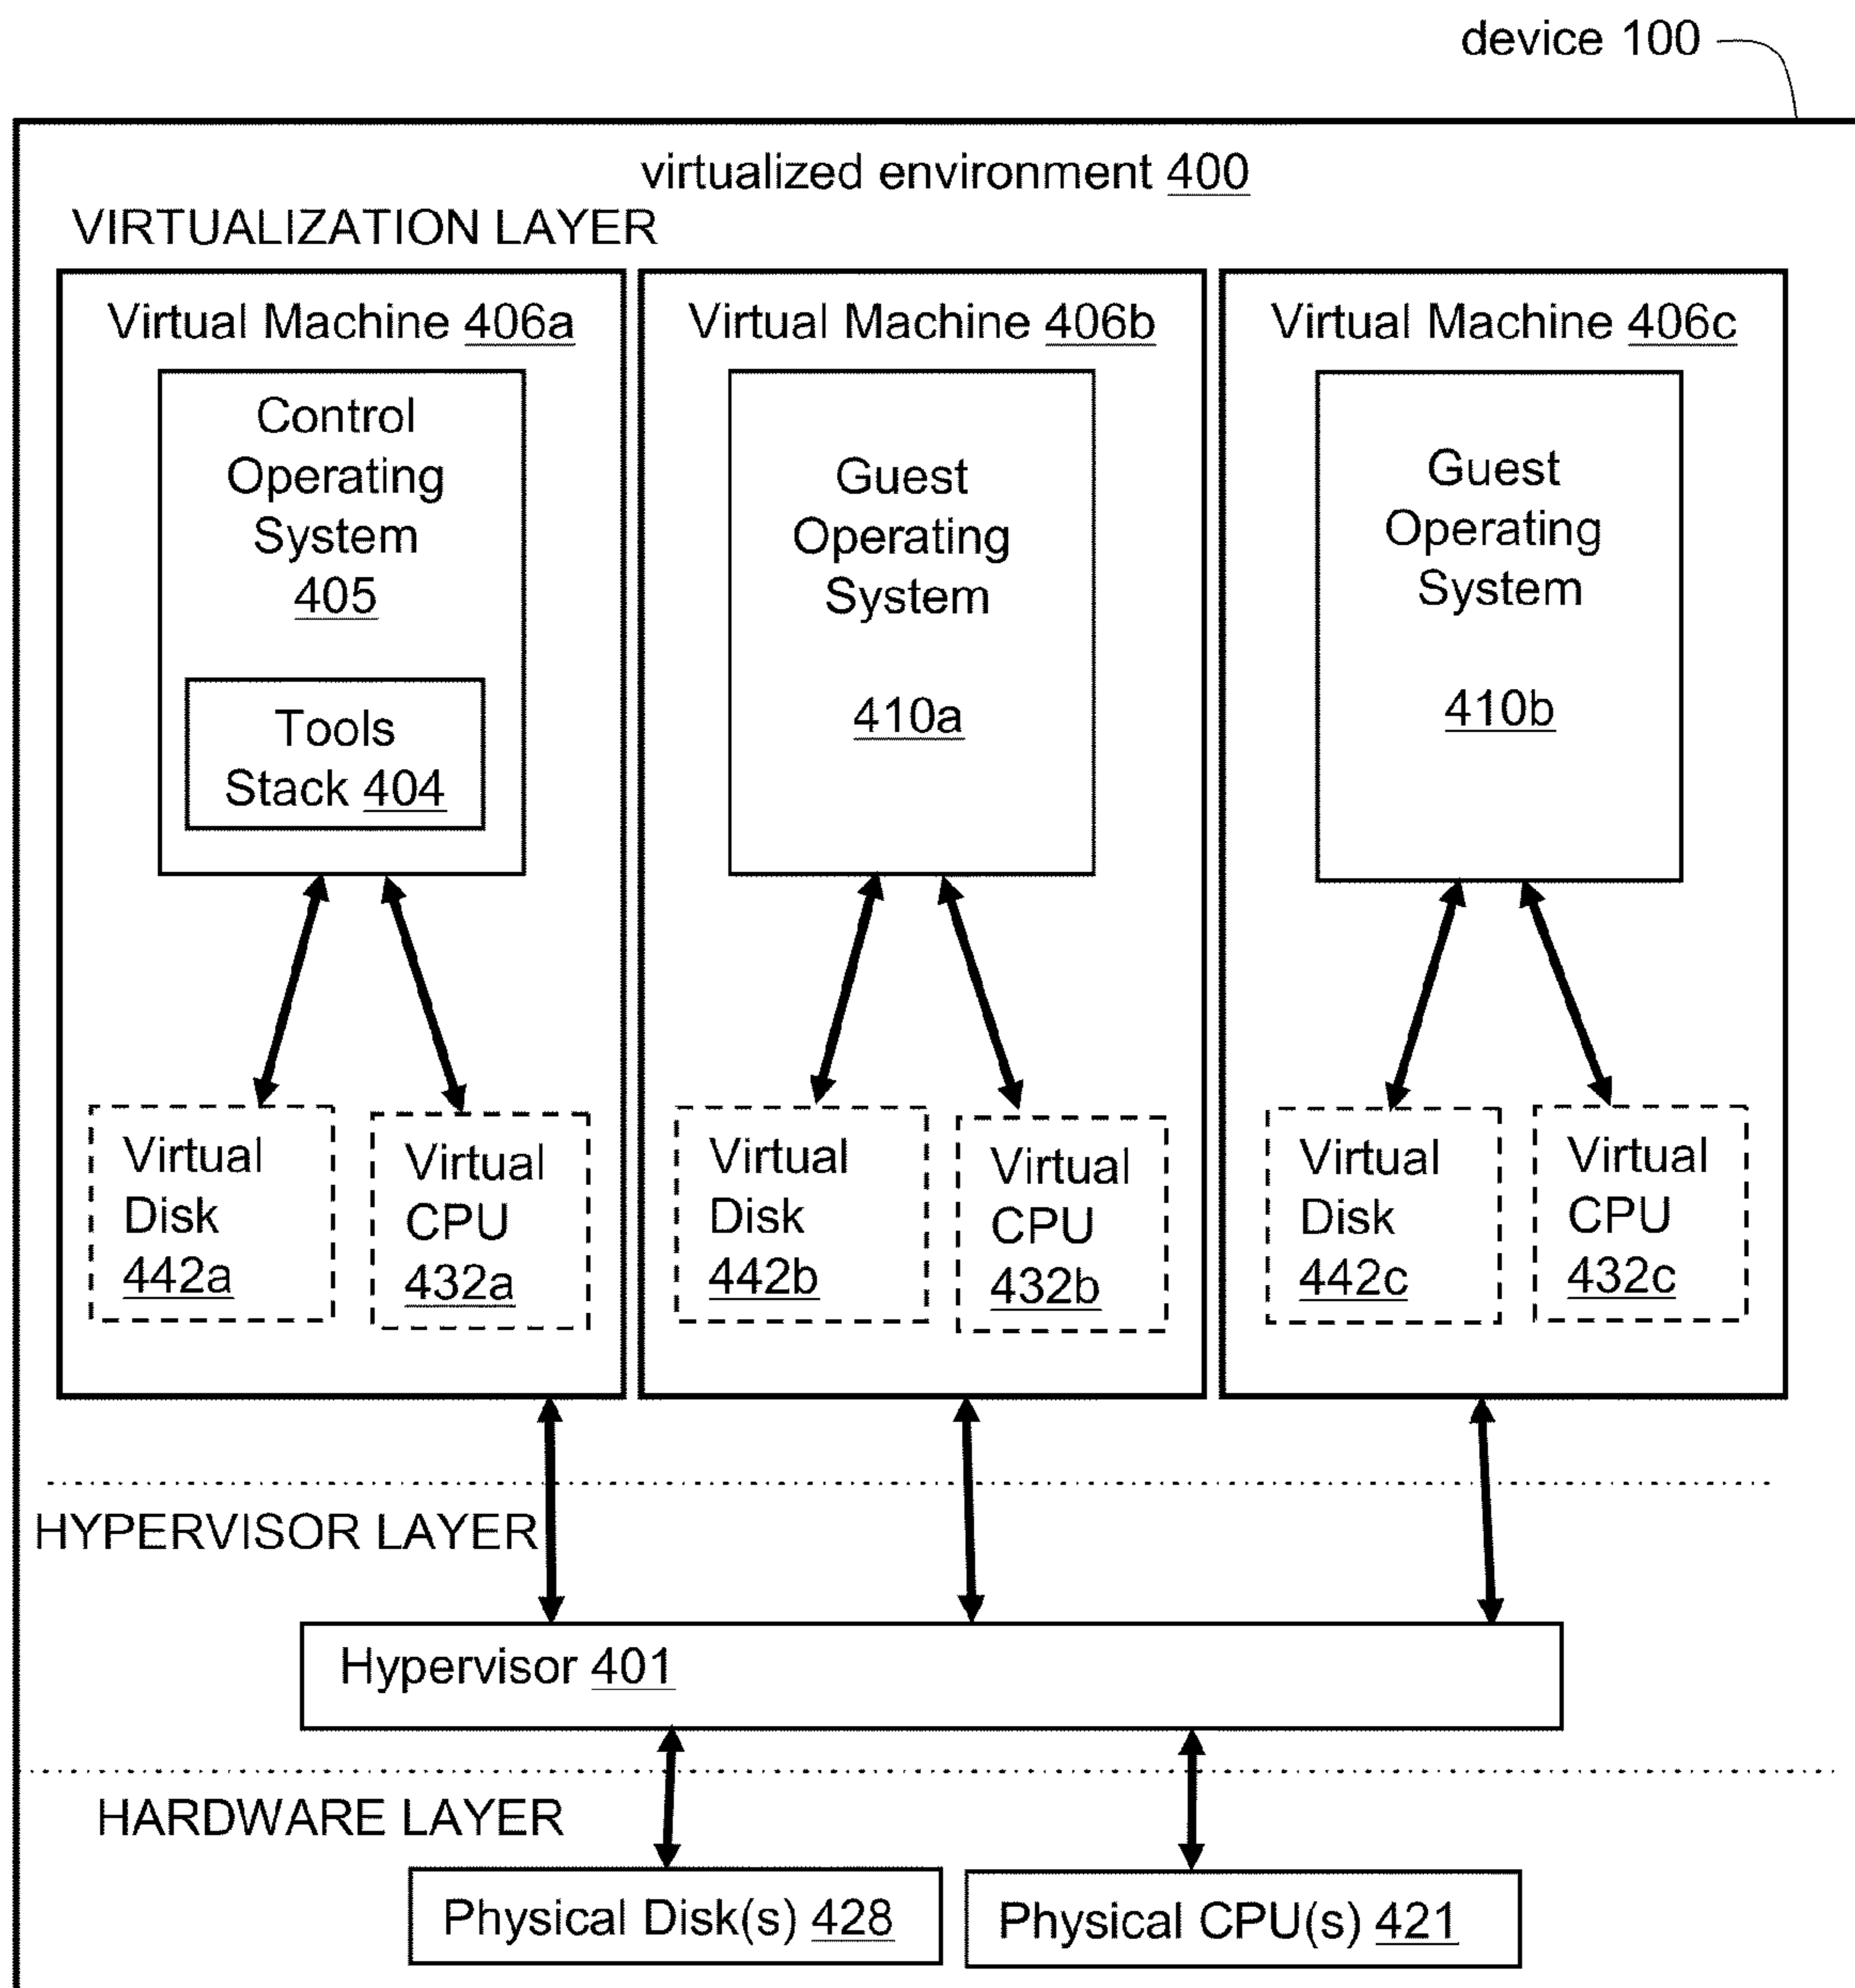 device 100
virtualized environment 400
VIRTUALIZATION LAYER
Virtual Machine 406a
Control
Operating
System
405
Tools
Stack 404
Virtual
Disk
442a
Virtual
CPU
432a
Virtual Machine 406b
Guest
Operating
System
410a
Virtual
Disk
442b
Virtual
CPU
432b
Virtual Machine 406c
Guest
Operating
System
410b
Virtual
Disk
442c
Virtual
CPU
432c
HYPERVISOR LAYER
Hypervisor 401
HARDWARE LAYER
Physical Disk(s) 428
Physical CPU(s) 421